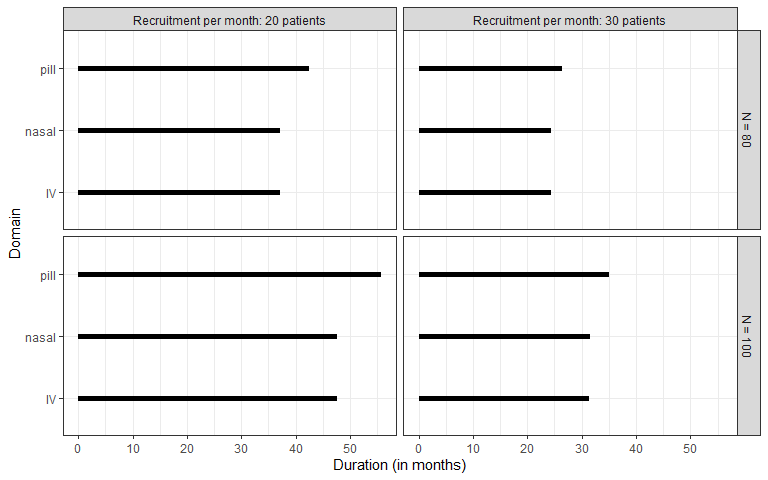 Recruitment per month: 20 patients
Recruitment per month: 30 patients
pill
nasal
IV
N = 80
Domain
pill
nasal
IV
N = 100
0 10 20 30 40 50
0 10 20 30 40 50
Duration (in months)